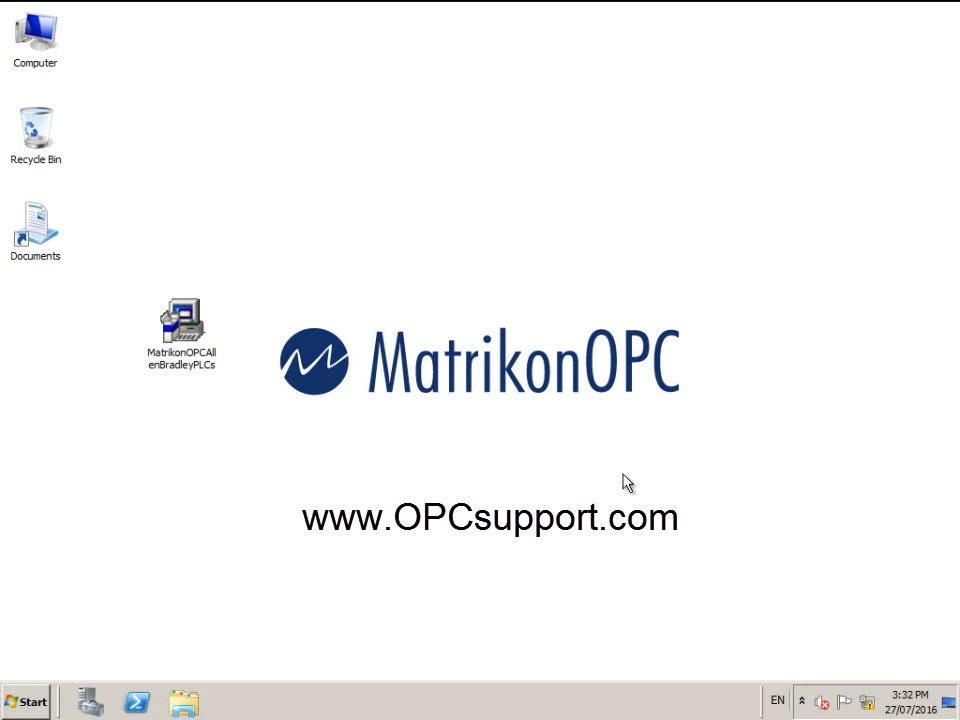 Computer
Recycle Bin
Documents
MatrikonOPCAll
enBradleyPLCs
MatrikonOPC
www.OPCsupport.com
Start
EN
3:32 PM
27/07/2016